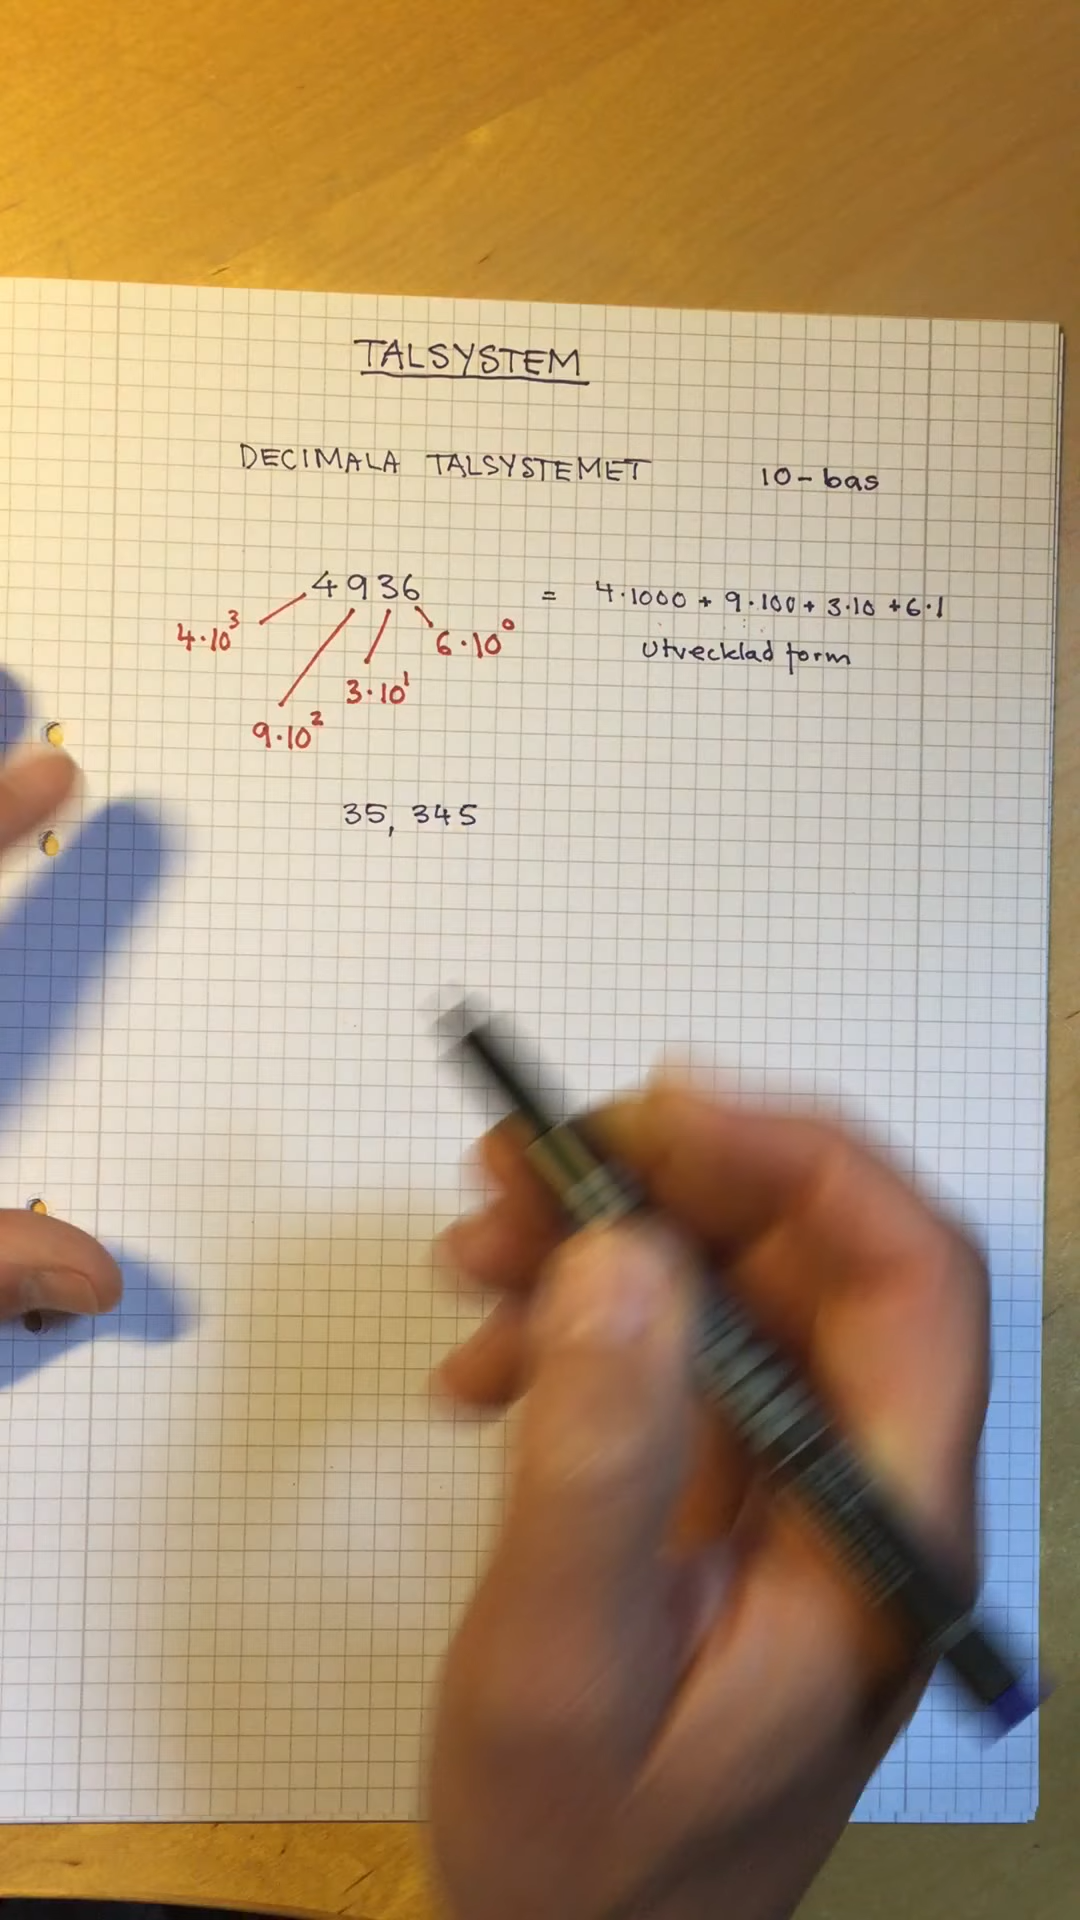 TALSYSTEM
DECIMALA TALSYSTEMET 10-bas
4936 = 4·1000 + 9·100 + 3·10 + 6·1
4·10³ 6·10⁰ utvecklad form
3·10¹
9·10²
35, 345